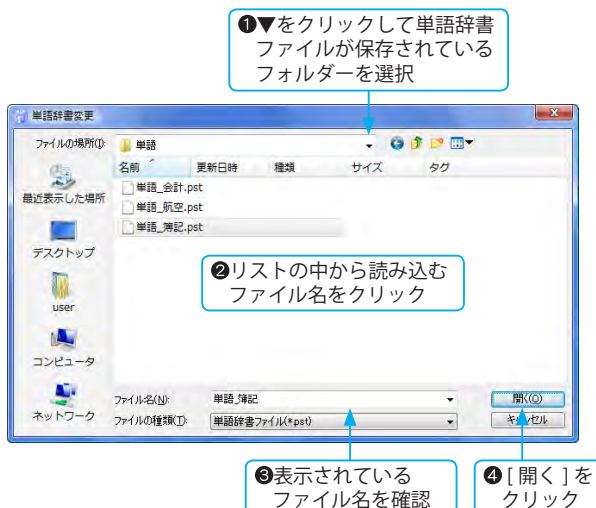 ❶▼をクリックして単語辞書
ファイルが保存されている
フォルダーを選択
単語辞書変更
ファイルの場所(I):
単語
名前
更新日時
種類
サイズ
タグ
単語_会計.pst
単語_航空.pst
単語_簿記.pst
最近表示した場所
デスクトップ
user
コンピュータ
ネットワーク
❷リストの中から読み込む
ファイル名をクリック
ファイル名(N):
単語_簿記
開く(O)
ファイルの種類(T):
単語辞書ファイル(*.pst)
キャンセル
❸表示されている
ファイル名を確認
❹[ 開く ]を
クリック